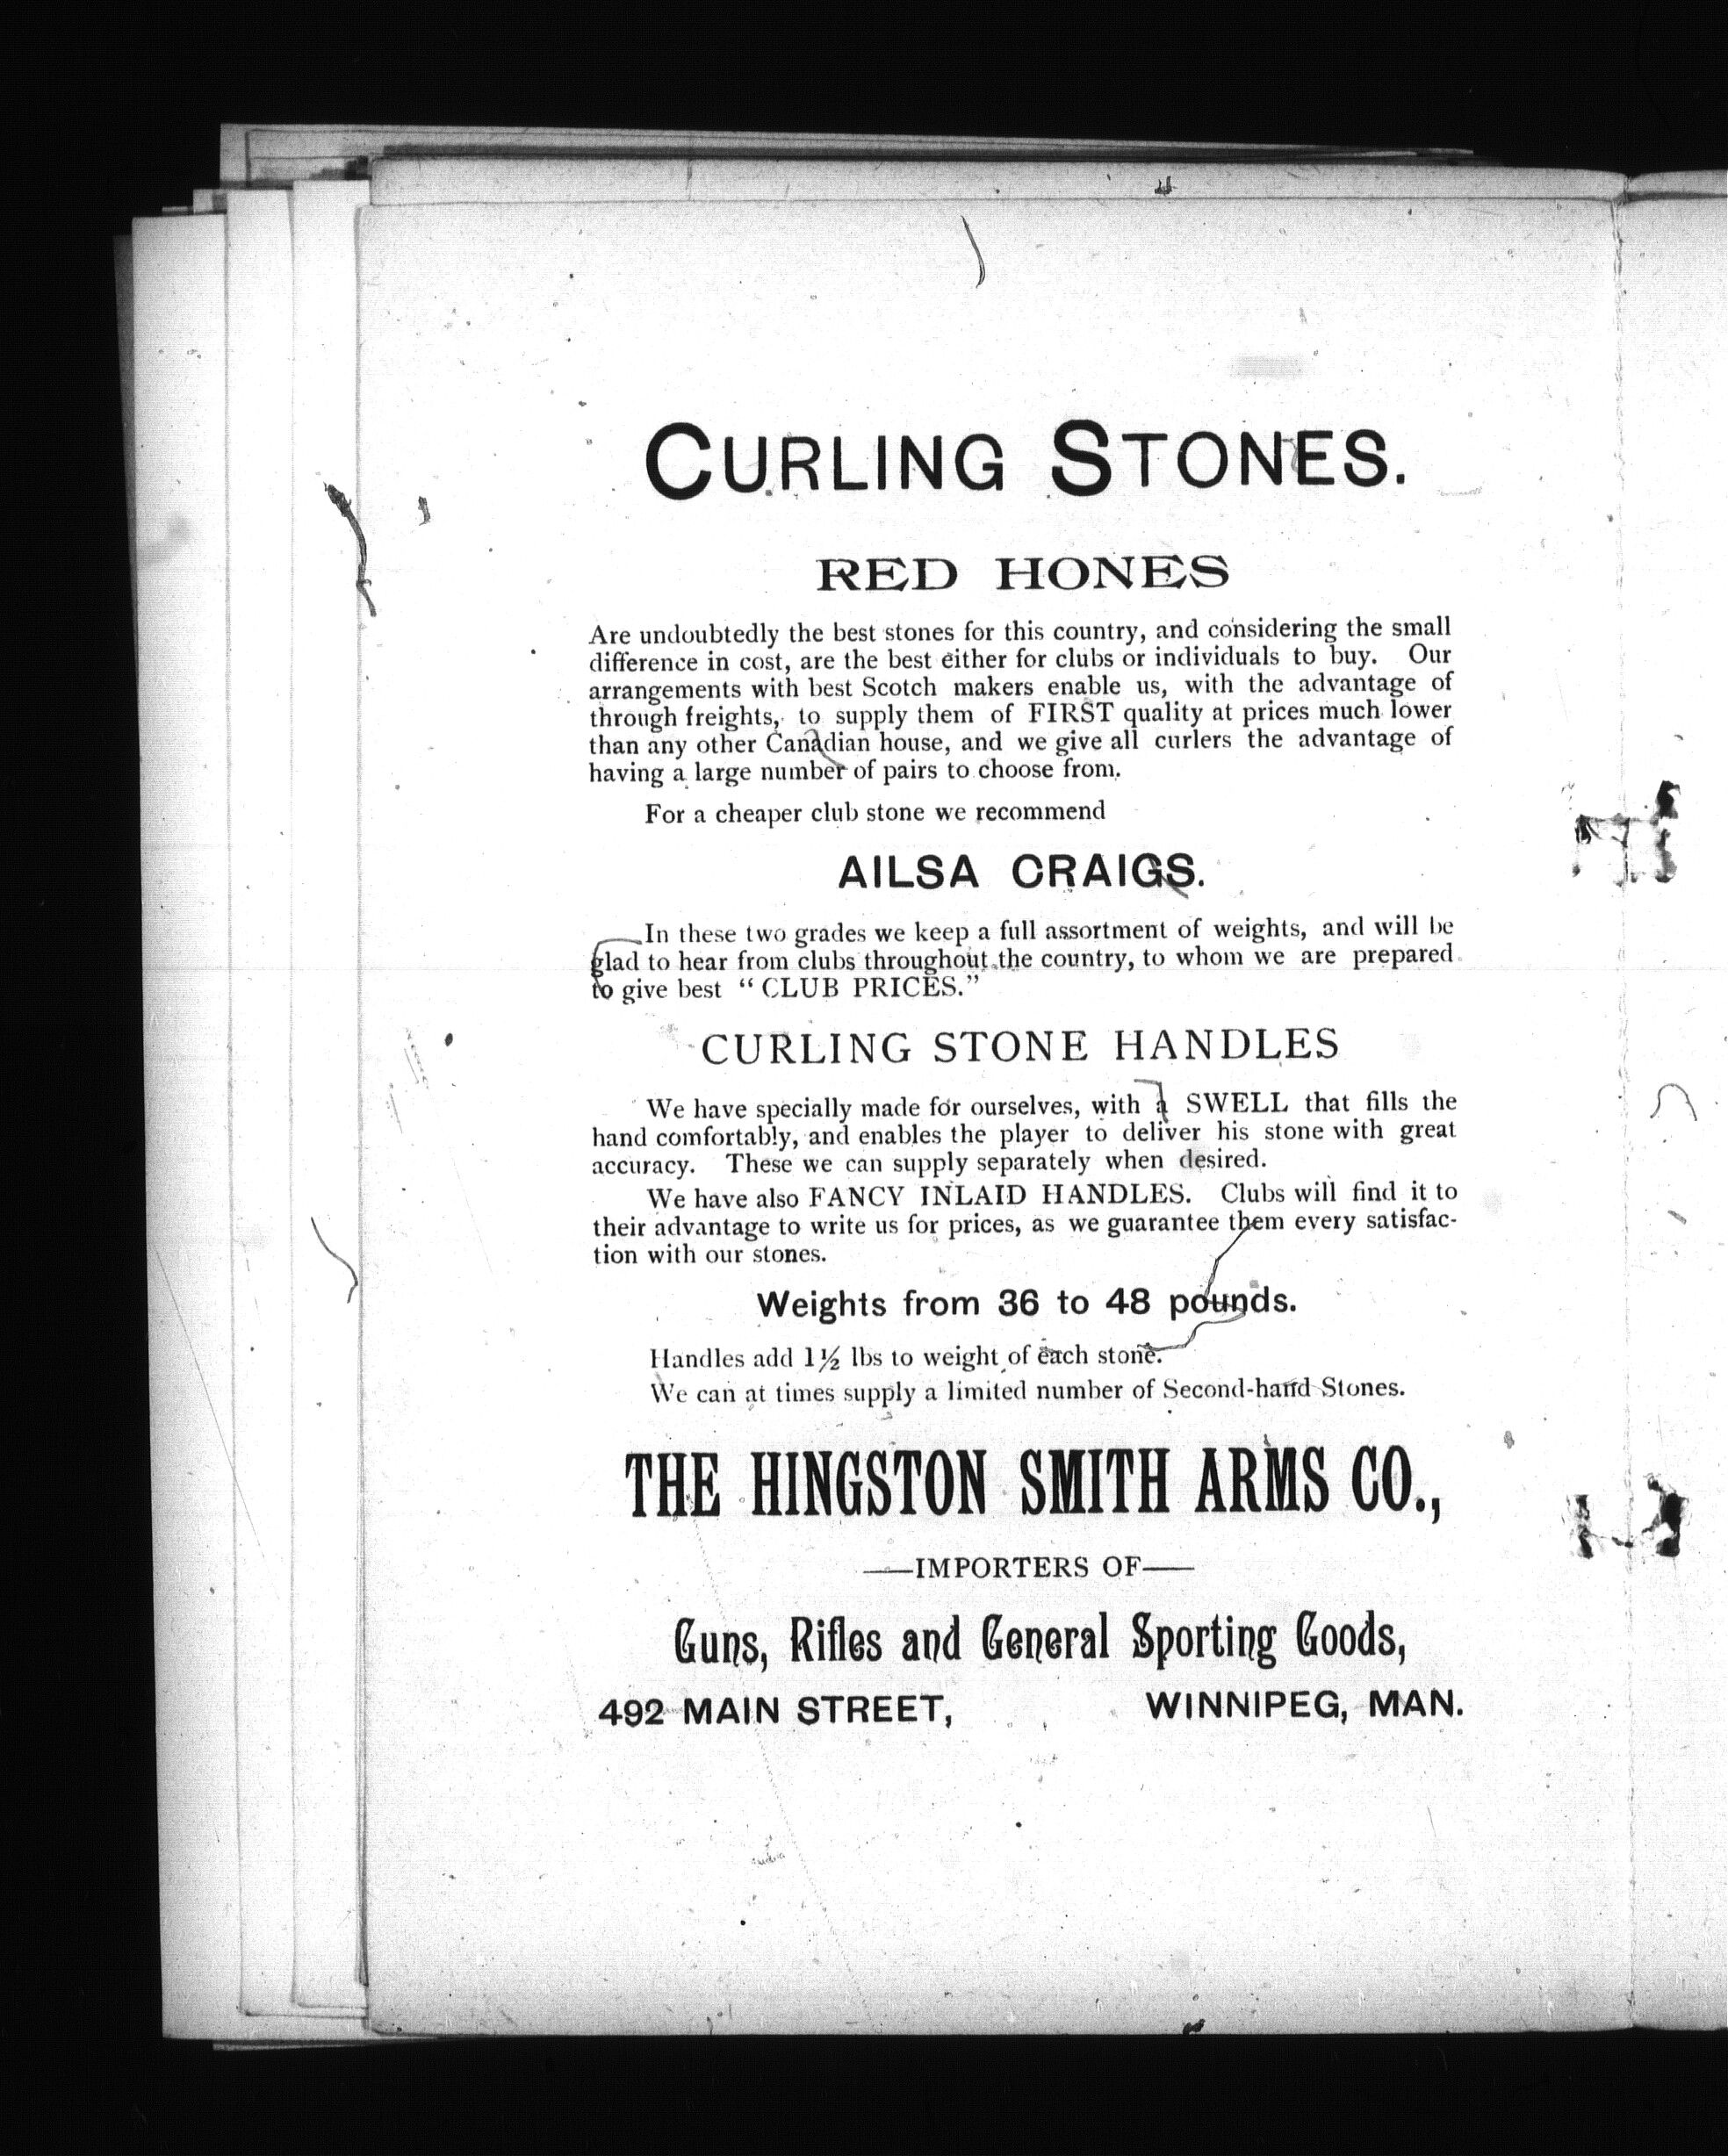 CURLING STONES.
RED HONES
Are undoubtedly the best stones for this country, and considering the small
difference in cost, are the best either for clubs or individuals to buy. Our
arrangements with best Scotch makers enable us, with the advantage of
through freights, to supply them of FIRST quality at prices much lower
than any other Canadian house, and we give all curlers the advantage of
having a large number of pairs to choose from.
For a cheaper club stone we recommend
AILSA CRAIGS.
In these two grades we keep a full assortment of weights, and will be
glad to hear from clubs throughout the country, to whom we are prepared
to give best “CLUB PRICES.”
CURLING STONE HANDLES
We have specially made for ourselves, with a SWELL that fills the
hand comfortably, and enables the player to deliver his stone with great
accuracy. These we can supply separately when desired.
We have also FANCY INLAID HANDLES. Clubs will find it to
their advantage to write us for prices, as we guarantee them every satisfac-
tion with our stones.
Weights from 36 to 48 pounds.
Handles add 1½ lbs to weight of each stone.
We can at times supply a limited number of Second-hand Stones.
THE HINGSTON SMITH ARMS CO.,
—IMPORTERS OF—
Guns, Rifles and General Sporting Goods,
492 MAIN STREET, WINNIPEG, MAN.